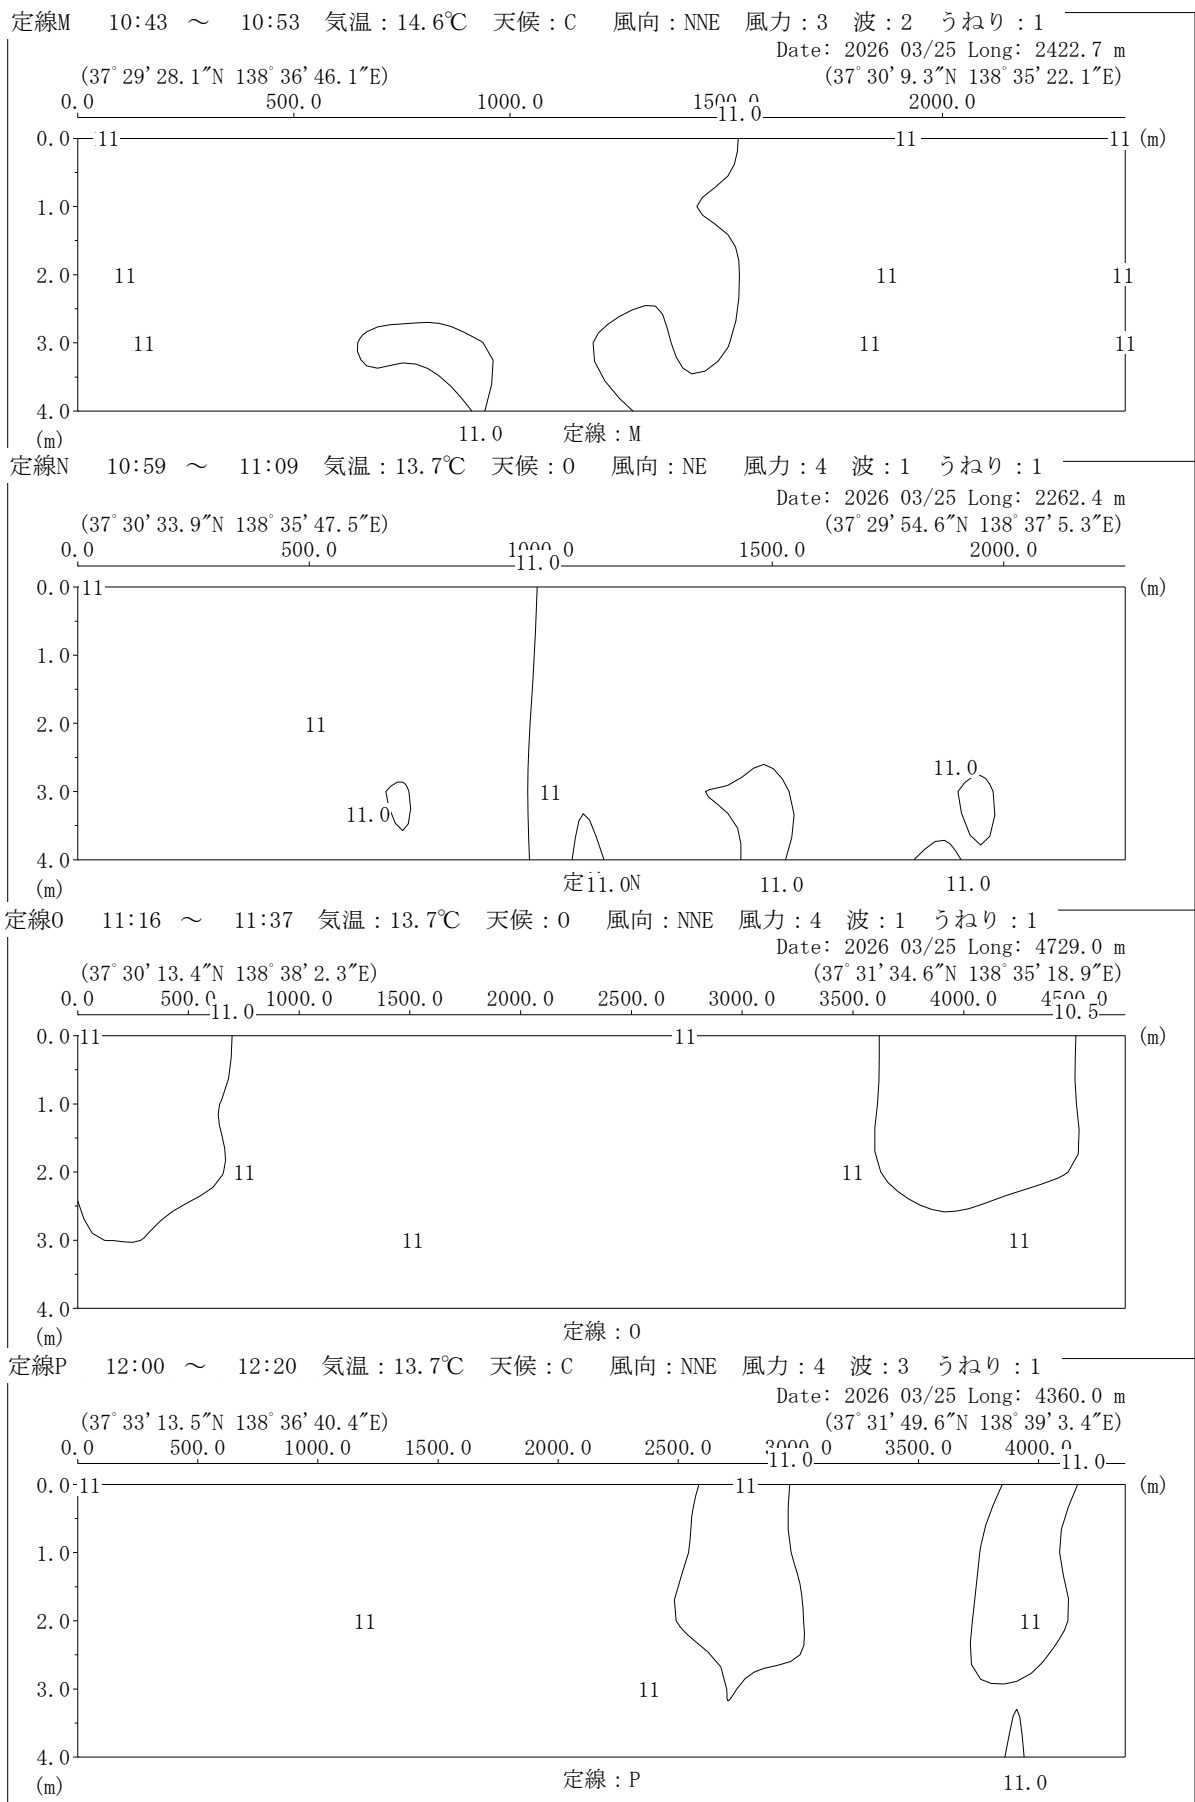 定線M 10:43 ～ 10:53 気温：14.6℃ 天候：C 風向：NNE 風力：3 波：2 うねり：1
Date: 2026 03/25 Long: 2422.7 m
(37°29′28.1″N 138°36′46.1″E) (37°30′9.3″N 138°35′22.1″E)
0.0 500.0 1000.0 1500.0 2000.0
11.0
0.0 11 11 11 (m)
1.0
2.0 11 11 11
3.0 11 11 11
4.0
(m) 11.0 定線：M
定線N 10:59 ～ 11:09 気温：13.7℃ 天候：O 風向：NE 風力：4 波：1 うねり：1
Date: 2026 03/25 Long: 2262.4 m
(37°30′33.9″N 138°35′47.5″E) (37°29′54.6″N 138°37′5.3″E)
0.0 500.0 1000.0 1500.0 2000.0
11.0
0.0 11 (m)
1.0
2.0 11
11.0
3.0 11
11.0
4.0
(m) 定 11.0N 11.0 11.0
定線O 11:16 ～ 11:37 気温：13.7℃ 天候：O 風向：NNE 風力：4 波：1 うねり：1
Date: 2026 03/25 Long: 4729.0 m
(37°30′13.4″N 138°38′2.3″E) (37°31′34.6″N 138°35′18.9″E)
0.0 500.0 1000.0 1500.0 2000.0 2500.0 3000.0 3500.0 4000.0 4500.0
11.0 10.5
0.0 11 11 (m)
1.0
2.0 11 11
3.0 11 11
4.0
(m) 定線：O
定線P 12:00 ～ 12:20 気温：13.7℃ 天候：C 風向：NNE 風力：4 波：3 うねり：1
Date: 2026 03/25 Long: 4360.0 m
(37°33′13.5″N 138°36′40.4″E) (37°31′49.6″N 138°39′3.4″E)
0.0 500.0 1000.0 1500.0 2000.0 2500.0 3000.0 3500.0 4000.0
11.0 11.0
0.0 11 11 (m)
1.0
2.0 11 11
3.0 11
4.0
(m) 定線：P 11.0